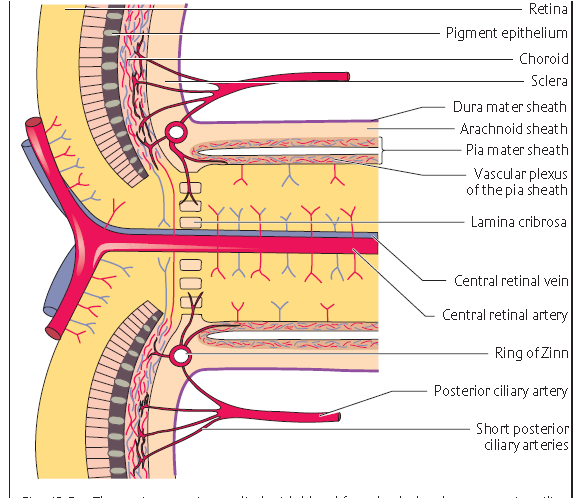 Retina
Pigment epithelium
Choroid
Sclera
Dura mater sheath
Arachnoid sheath
Pia mater sheath
Vascular plexus
of the pia sheath
Lamina cribrosa
Central retinal vein
Central retinal artery
Ring of Zinn
Posterior ciliary artery
Short posterior
ciliary arteries